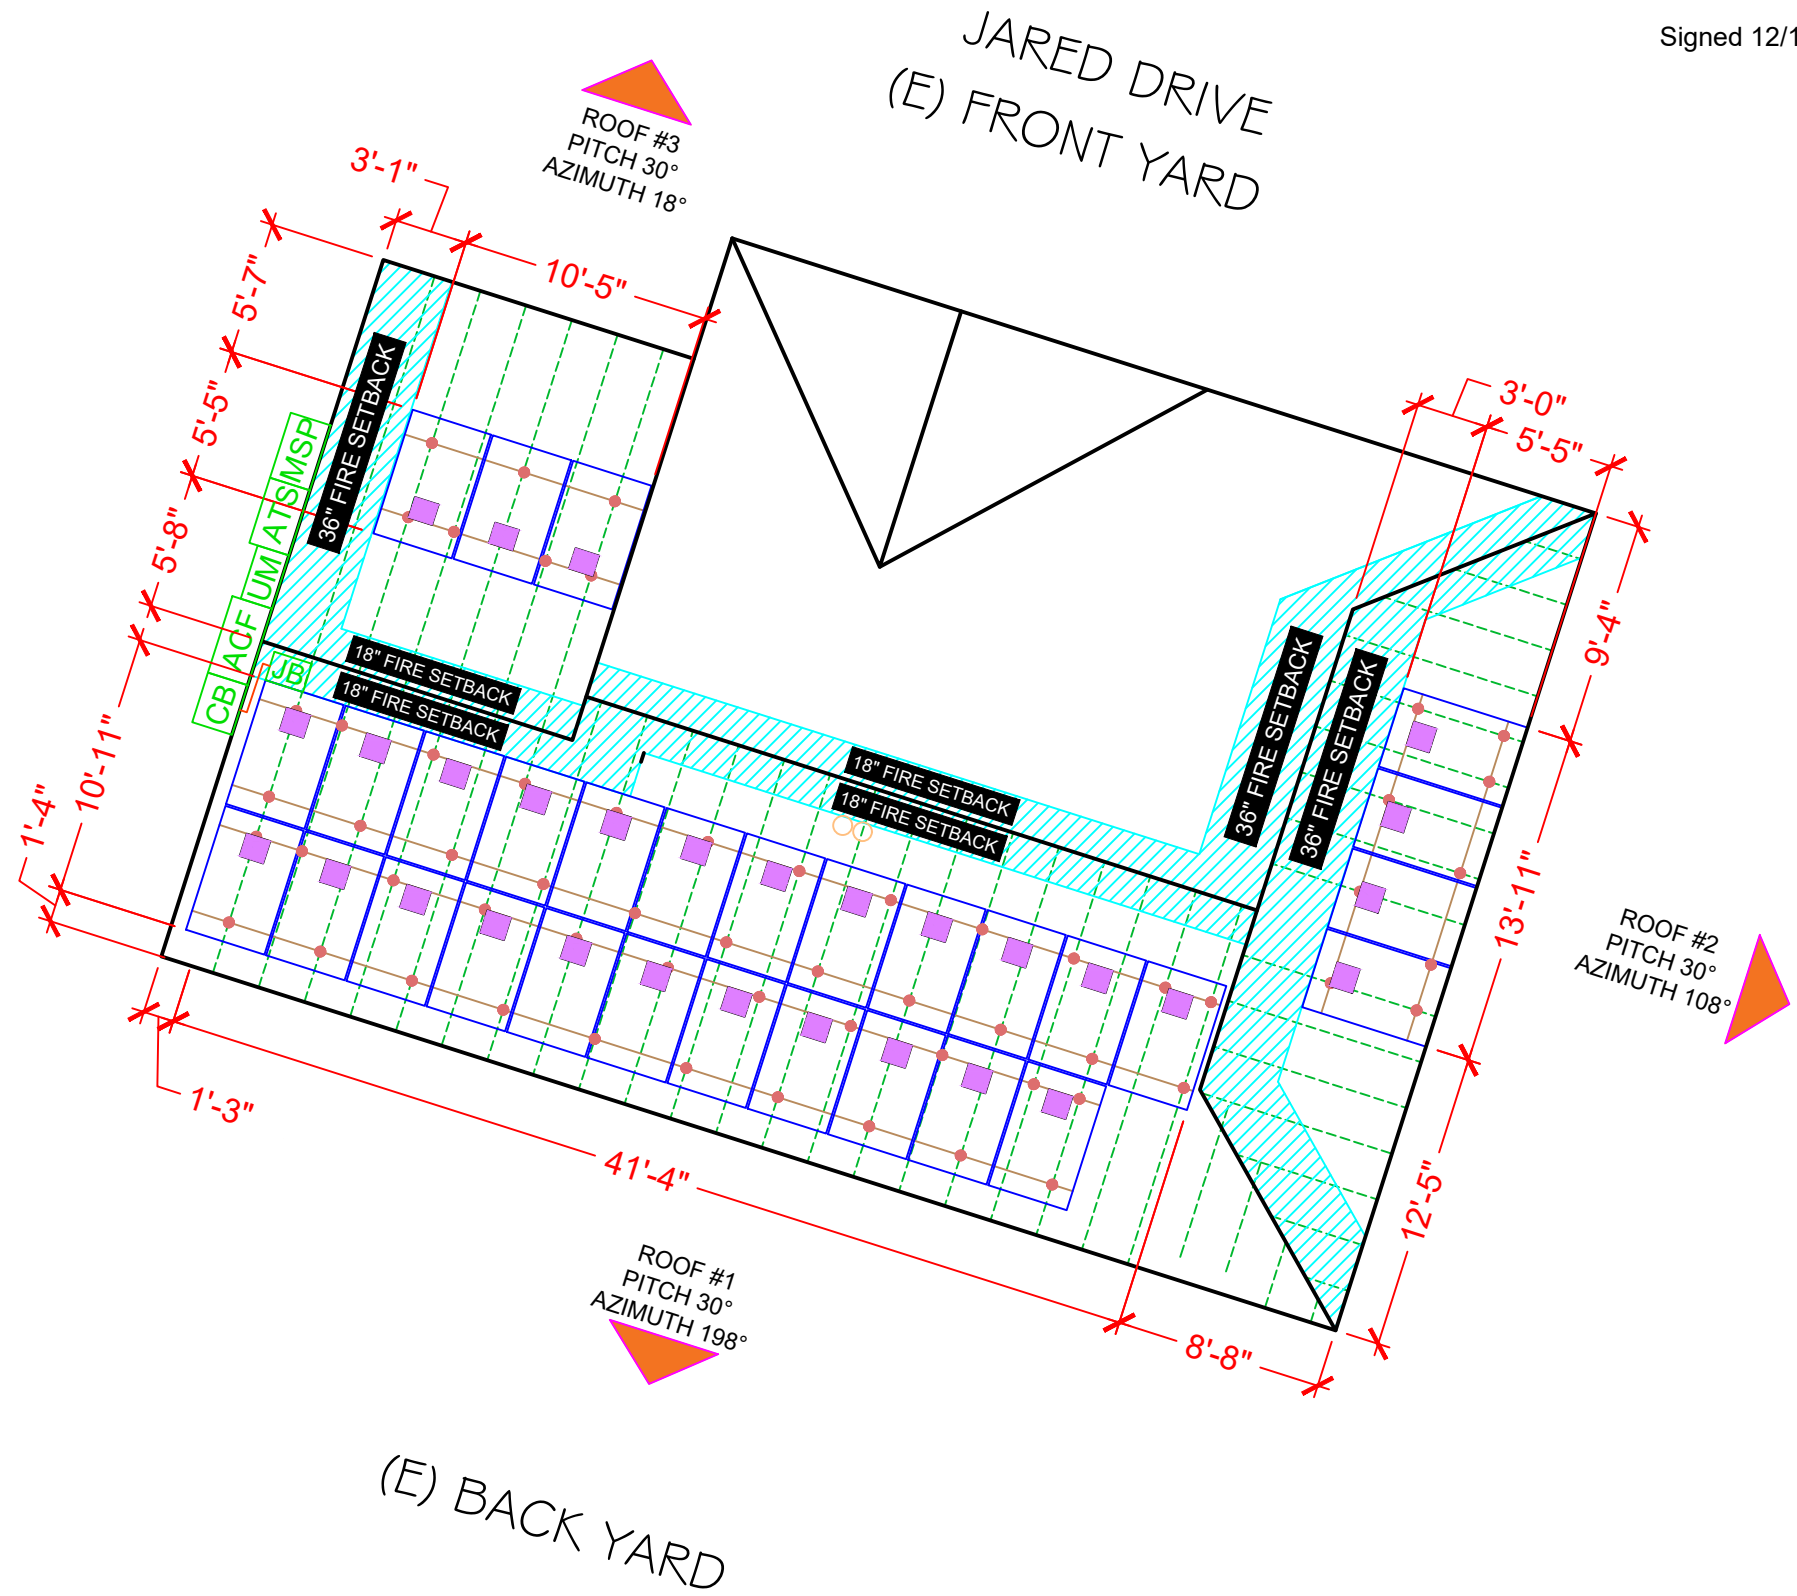 Signed 12/1
JARED DRIVE
(E) FRONT YARD
ROOF #3
PITCH 30°
AZIMUTH 18°
3'-1"
10'-5"
5'-7"
5'-5"
5'-8"
10'-11"
1'-4"
36" FIRE SETBACK
MSP
ATS
UM
ACF
CB
JB
18" FIRE SETBACK
18" FIRE SETBACK
18" FIRE SETBACK
18" FIRE SETBACK
36" FIRE SETBACK
36" FIRE SETBACK
3'-0"
5'-5"
9'-4"
13'-11"
12'-5"
ROOF #2
PITCH 30°
AZIMUTH 108°
1'-3"
41'-4"
8'-8"
ROOF #1
PITCH 30°
AZIMUTH 198°
(E) BACK YARD